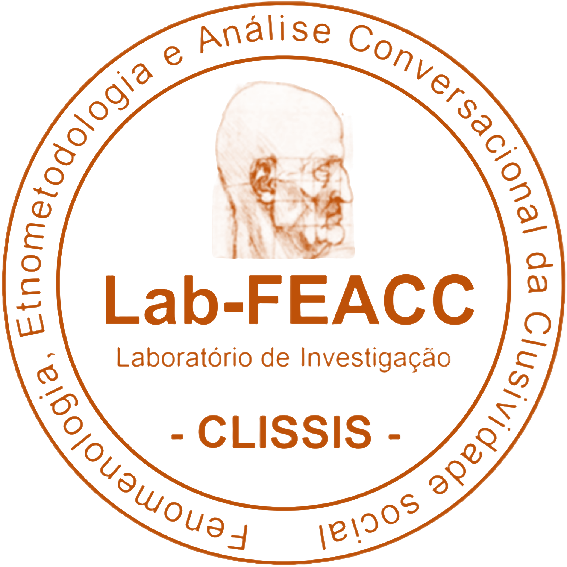 Fenomenologia, Etnometodologia e Análise Conversacional da Clusividade social
Lab-FEACC
Laboratório de Investigação
- CLISSIS -